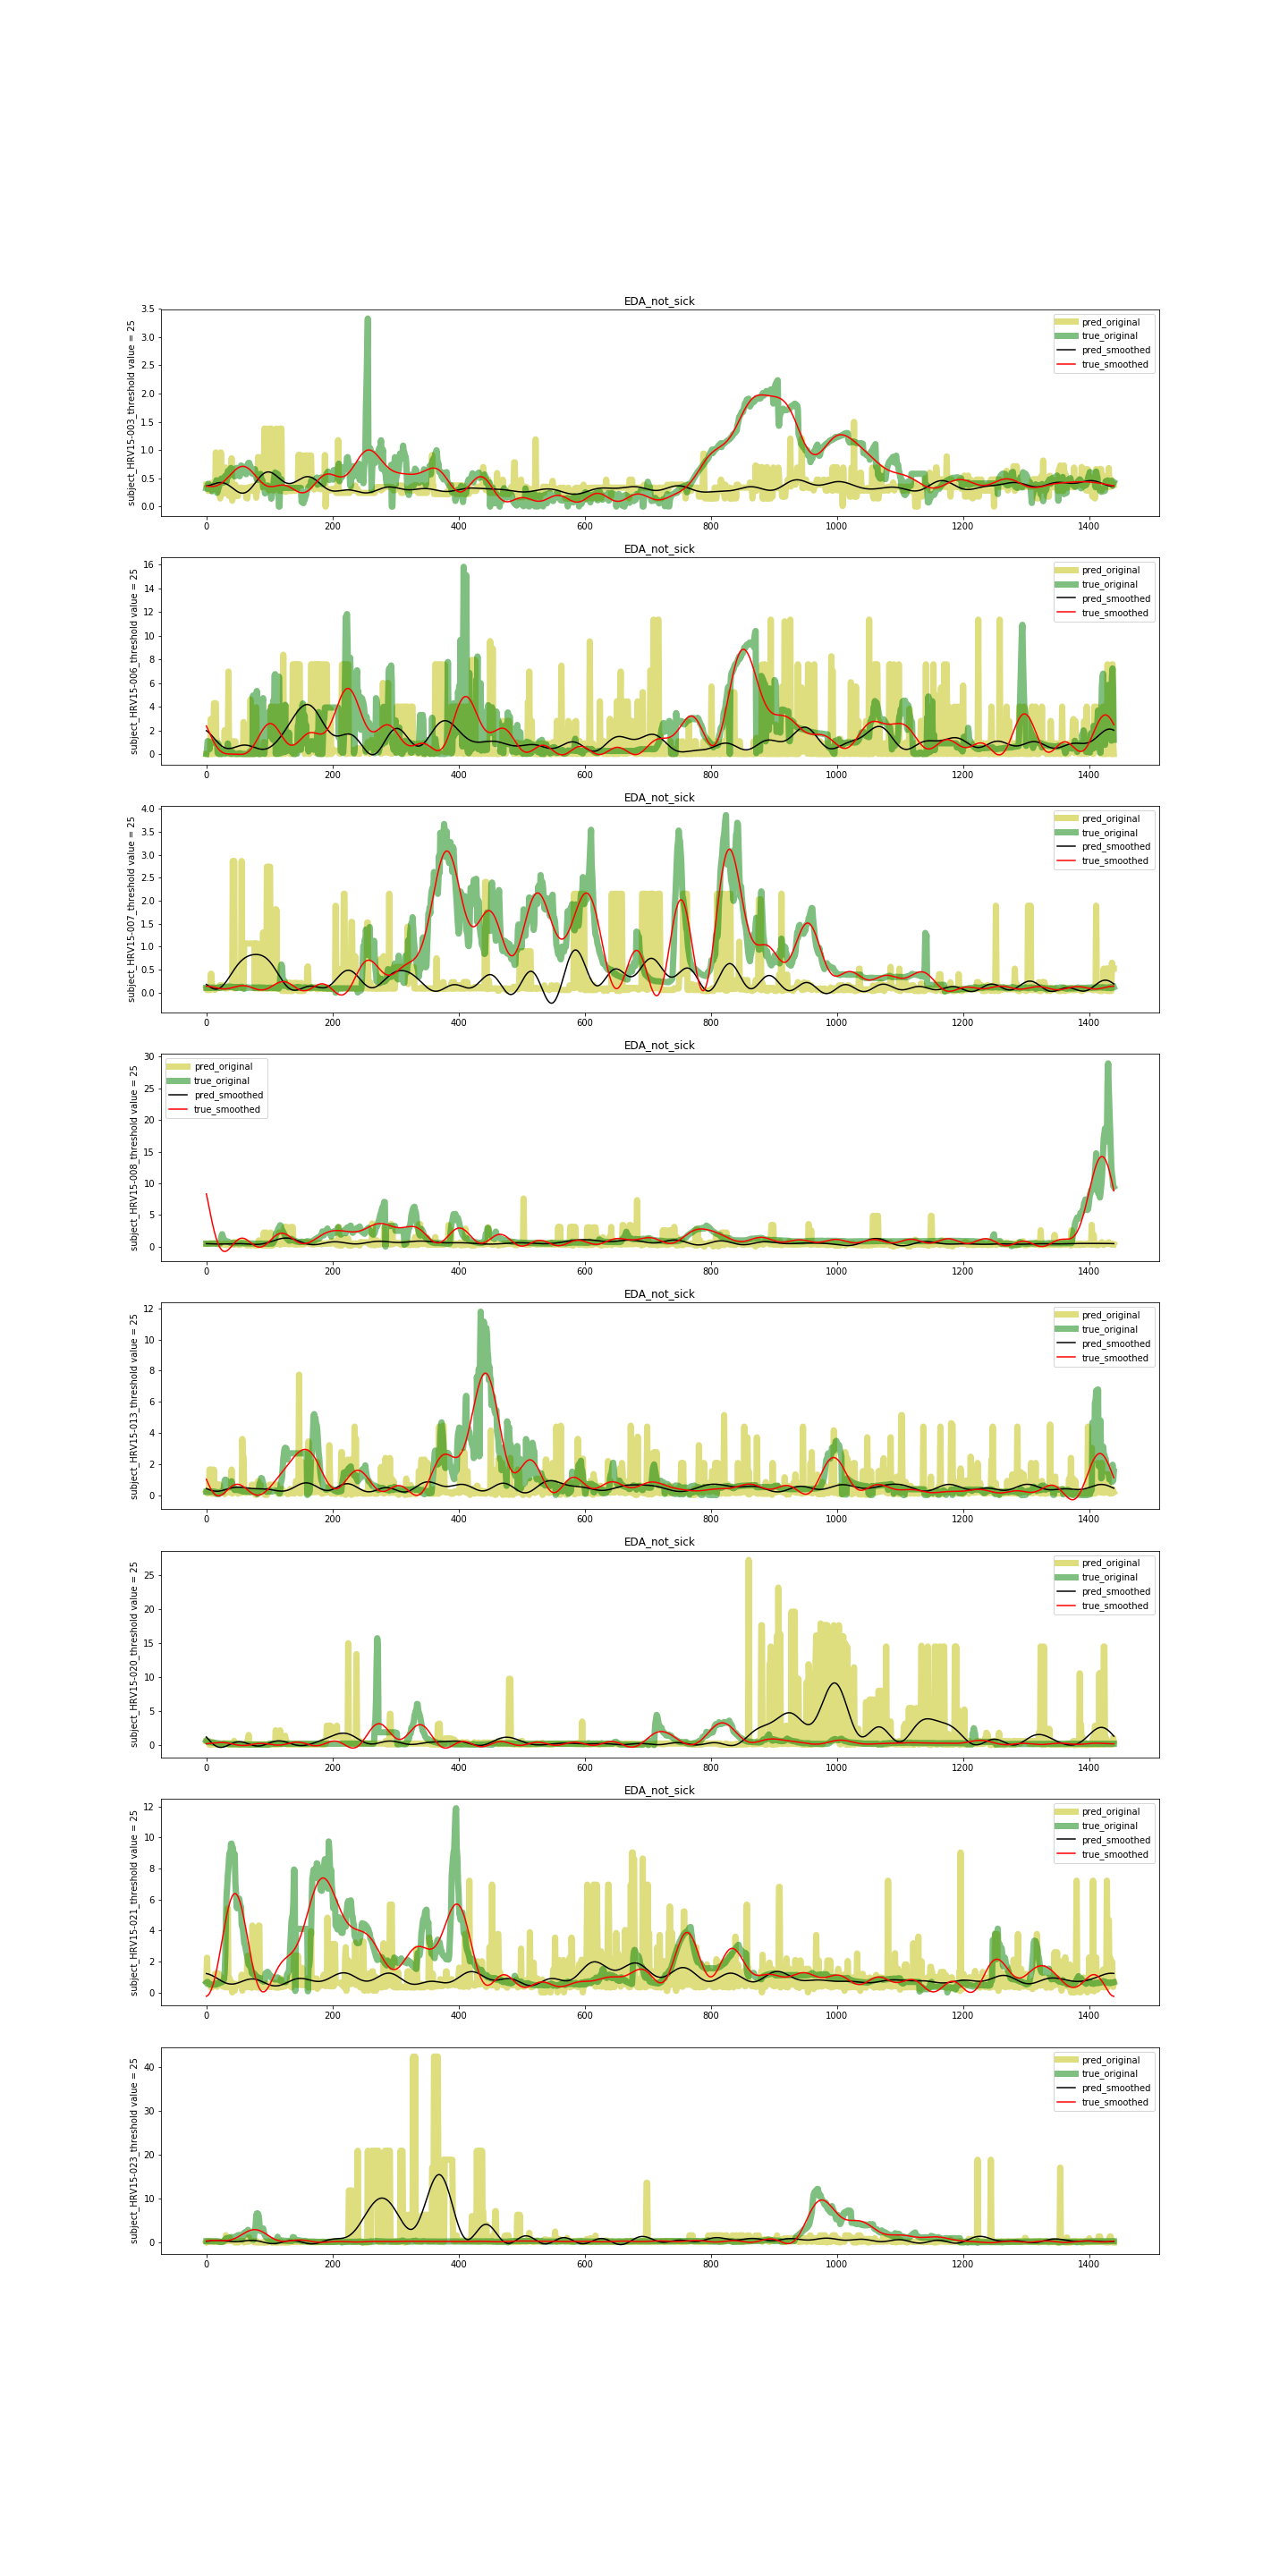 EDA_not_sick
subject_HRV15-003_threshold value = 25
3.5
3.0
2.5
2.0
1.5
1.0
0.5
0.0
pred_original
true_original
pred_smoothed
true_smoothed
0 200 400 600 800 1000 1200 1400
EDA_not_sick
subject_HRV15-006_threshold value = 25
16
14
12
10
8
6
4
2
0
pred_original
true_original
pred_smoothed
true_smoothed
0 200 400 600 800 1000 1200 1400
EDA_not_sick
subject_HRV15-007_threshold value = 25
4.0
3.5
3.0
2.5
2.0
1.5
1.0
0.5
0.0
pred_original
true_original
pred_smoothed
true_smoothed
0 200 400 600 800 1000 1200 1400
EDA_not_sick
subject_HRV15-008_threshold value = 25
30
25
20
15
10
5
0
pred_original
true_original
pred_smoothed
true_smoothed
0 200 400 600 800 1000 1200 1400
EDA_not_sick
subject_HRV15-013_threshold value = 25
12
10
8
6
4
2
0
pred_original
true_original
pred_smoothed
true_smoothed
0 200 400 600 800 1000 1200 1400
EDA_not_sick
subject_HRV15-020_threshold value = 25
25
20
15
10
5
0
pred_original
true_original
pred_smoothed
true_smoothed
0 200 400 600 800 1000 1200 1400
EDA_not_sick
subject_HRV15-021_threshold value = 25
12
10
8
6
4
2
0
pred_original
true_original
pred_smoothed
true_smoothed
0 200 400 600 800 1000 1200 1400
subject_HRV15-023_threshold value = 25
40
30
20
10
0
pred_original
true_original
pred_smoothed
true_smoothed
0 200 400 600 800 1000 1200 1400